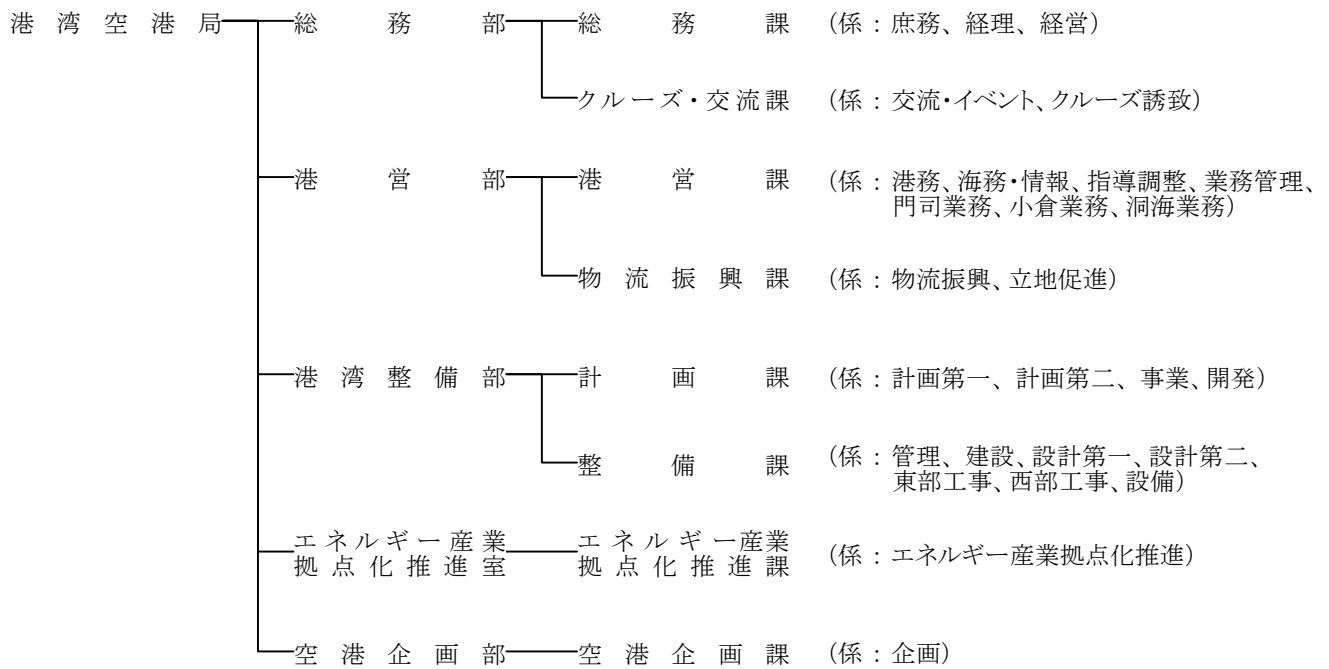 港湾空港局 総務部 総務課 (係：庶務、経理、経営)
クルーズ・交流課 (係：交流・イベント、クルーズ誘致)
港営部 港営課 (係：港務、海務・情報、指導調整、業務管理、
門司業務、小倉業務、洞海業務)
物流振興課 (係：物流振興、立地促進)
港湾整備部 計画課 (係：計画第一、計画第二、事業、開発)
整備課 (係：管理、建設、設計第一、設計第二、
東部工事、西部工事、設備)
エネルギー産業 エネルギー産業
拠点化推進室 拠点化推進課 (係：エネルギー産業拠点化推進)
空港企画部 空港企画課 (係：企画)